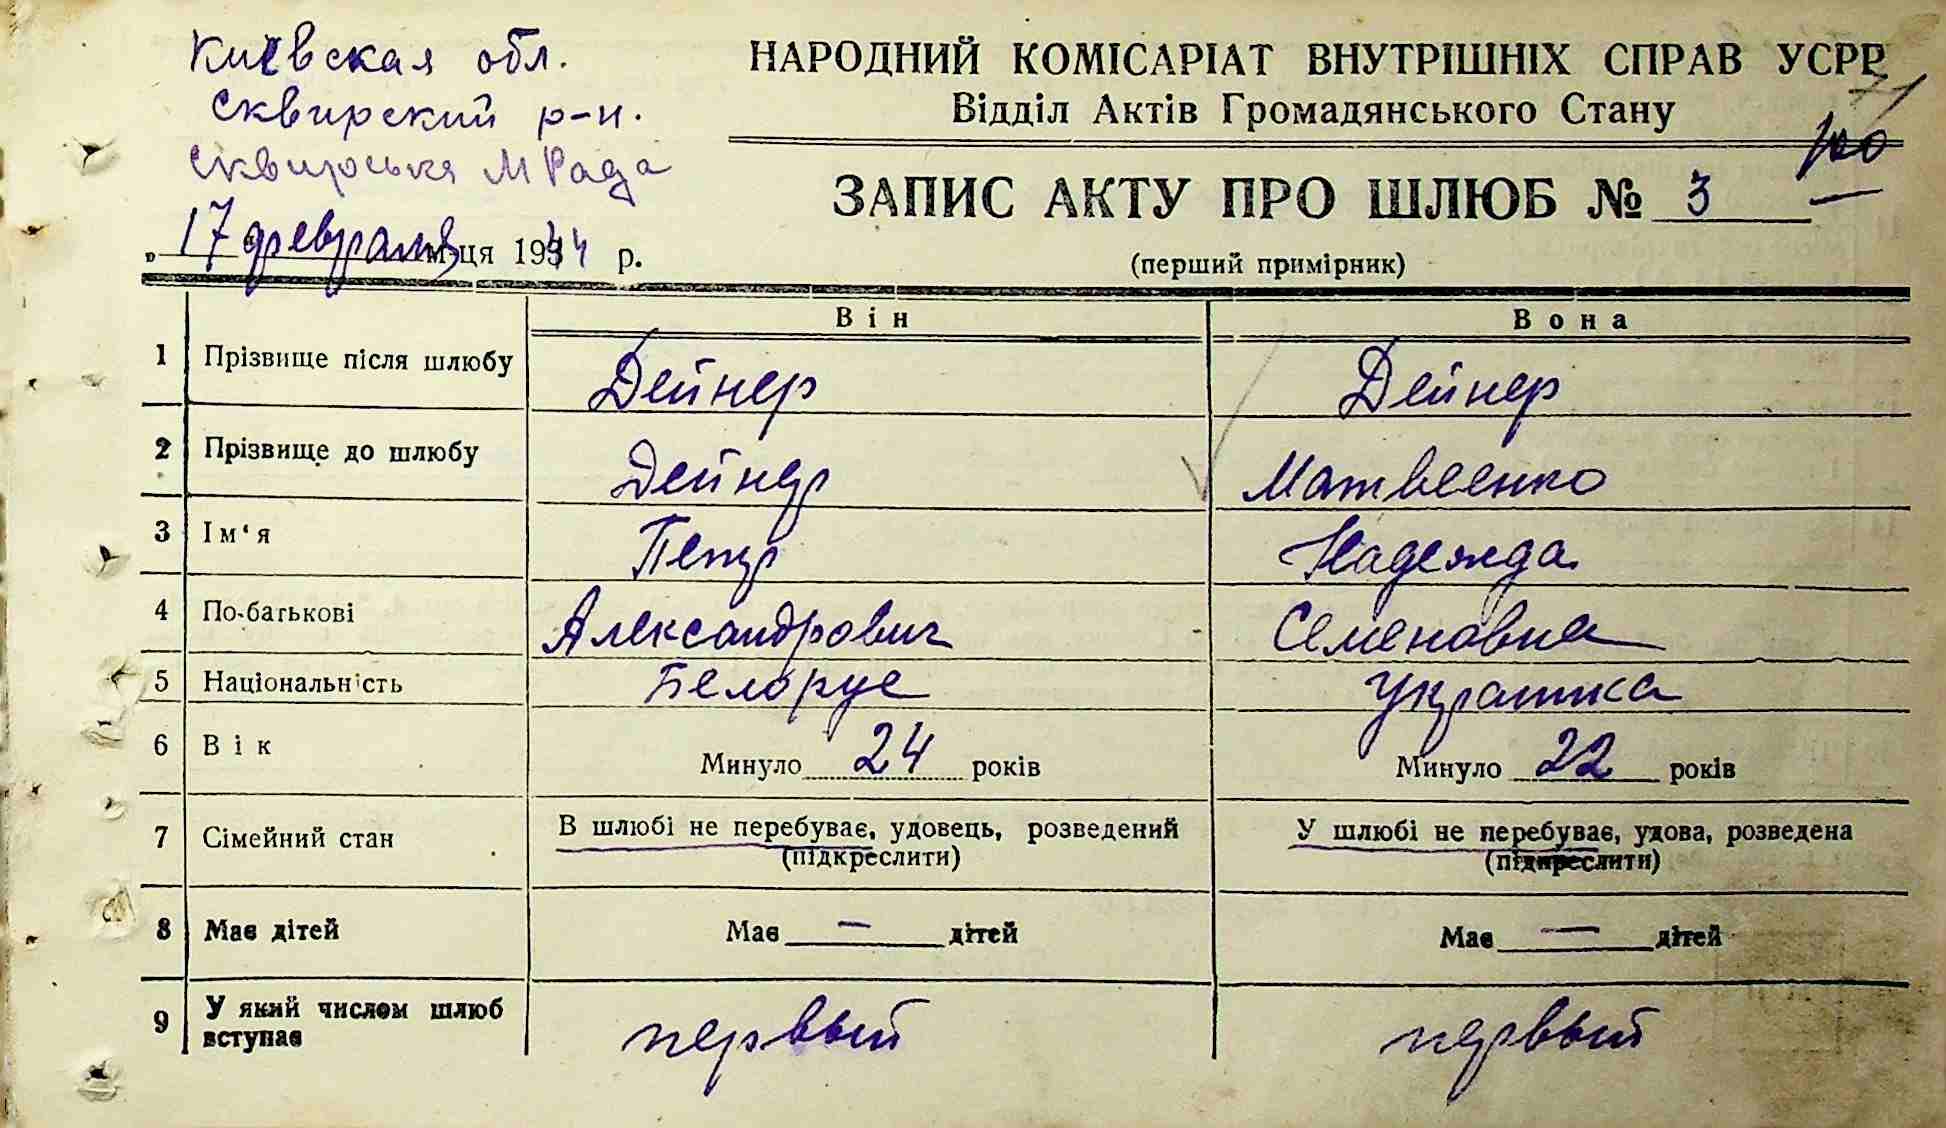 Киевская обл.
Сквирский р-н.
Сквирська М Рада
„ 17 " февраля м-ця 1944 р.
НАРОДНИЙ КОМІСАРІАТ ВНУТРІШНІХ СПРАВ УСРР
Відділ Актів Громадянського Стану
71
100
ЗАПИС АКТУ ПРО ШЛЮБ № 3
(перший примірник)
Він Вона
1 Прізвище після шлюбу Дейнер Дейнер
2 Прізвище до шлюбу Дейнер Матвеенко
3 Ім‘я Петр Надежда
4 По-батькові Александрович Семеновна
5 Національність Белорус Украинка
6 Вік Минуло 24 років Минуло 22 років
7 Сімейний стан В шлюбі не перебуває, удовець, розведений У шлюбі не перебуває, удова, розведена
(підкреслити) (підкреслити)
8 Має дітей Має — дітей Має — дітей
9 У який числом шлюб вступає первый первый